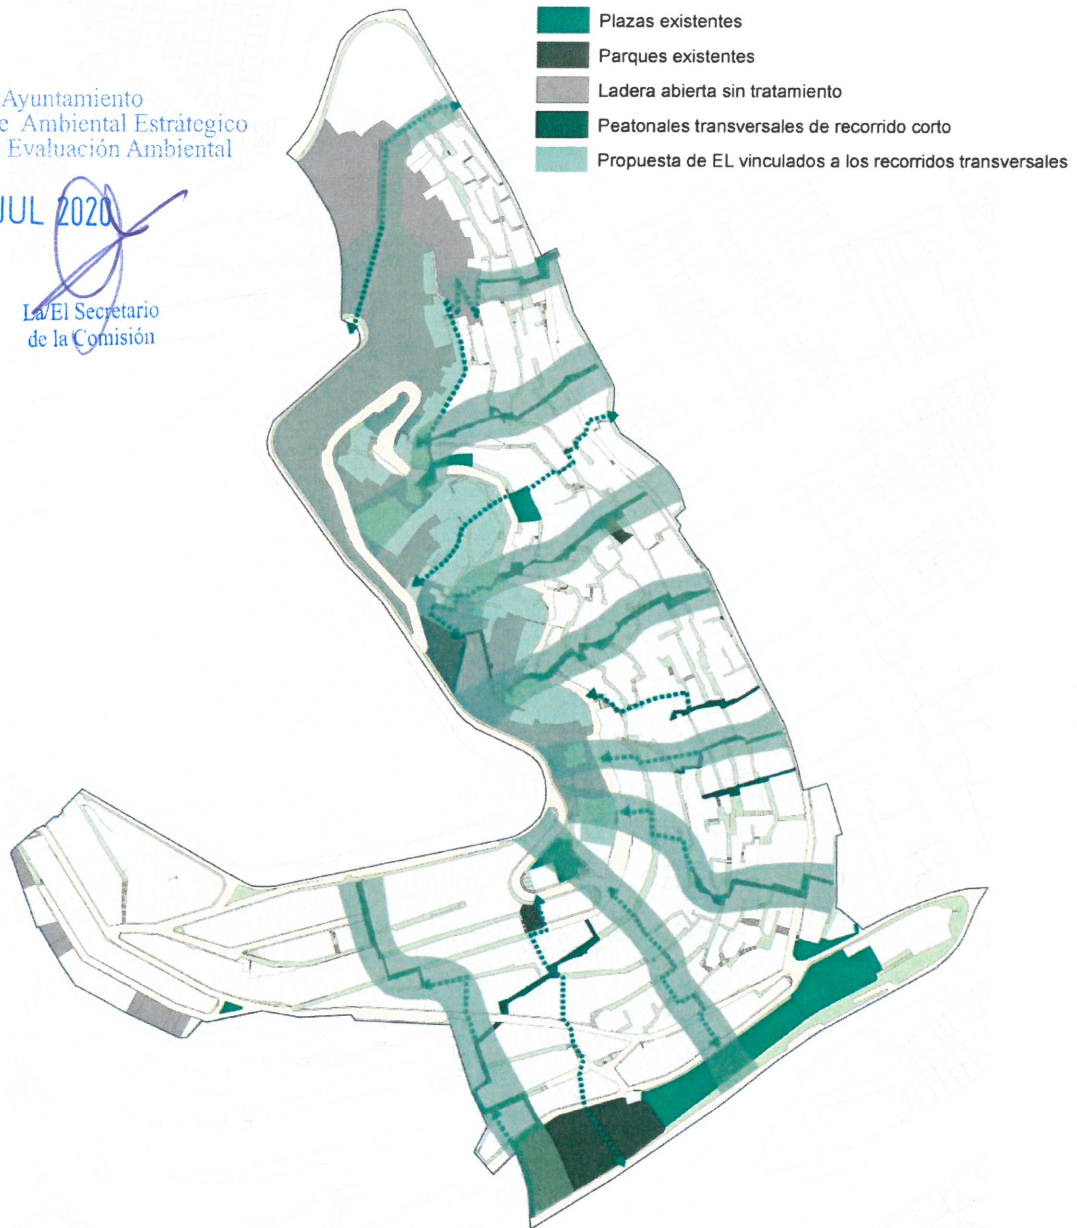 Plazas existentes
Parques existentes
Ladera abierta sin tratamiento
Peatonales transversales de recorrido corto
Propuesta de EL vinculados a los recorridos transversales
Ayuntamiento
Ambiental Estrátegico
Evaluación Ambiental
JUL 2020
La/El Secretario
de la Comisión